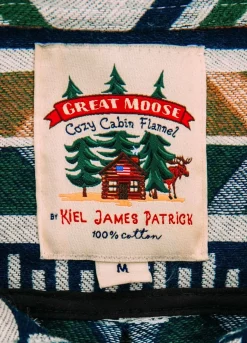 GREAT MOOSE
Cozy Cabin Flannel
BY KIEL JAMES PATRICK
100% cotton
M